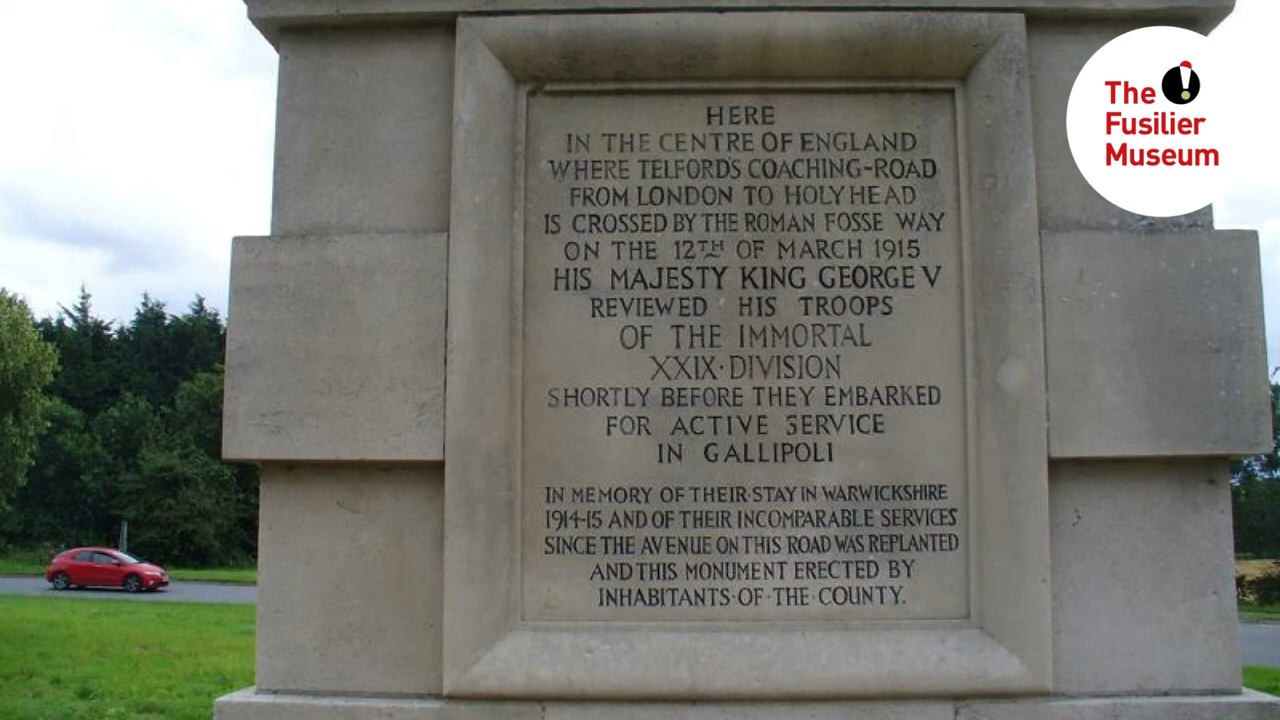 HERE
IN THE CENTRE OF ENGLAND
WHERE TELFORD'S COACHING-ROAD
FROM LONDON TO HOLYHEAD
IS CROSSED BY THE ROMAN FOSSE WAY
ON THE 12TH OF MARCH 1915
HIS MAJESTY KING GEORGE V
REVIEWED HIS TROOPS
OF THE IMMORTAL
XXIX·DIVISION
SHORTLY BEFORE THEY EMBARKED
FOR ACTIVE SERVICE
IN GALLIPOLI
IN MEMORY OF THEIR·STAY IN WARWICKSHIRE
1914-15 AND OF THEIR INCOMPARABLE SERVICES
SINCE THE AVENUE ON THIS ROAD WAS REPLANTED
AND THIS MONUMENT ERECTED BY
INHABITANTS·OF·THE COUNTY.
The
Fusilier
Museum